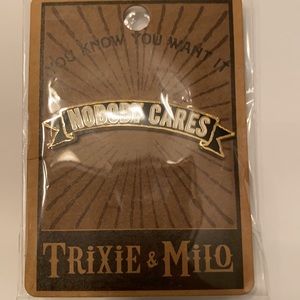 YOU KNOW YOU WANT IT
NOBODY CARES
TRIXIE & MILO